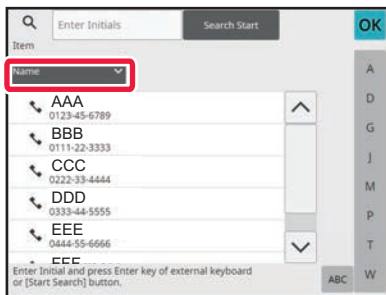 Enter Initials
Search Start
OK
Item
Name
AAA
0123-45-6789
BBB
0111-22-3333
CCC
0222-33-4444
DDD
0333-44-5555
EEE
0444-55-6666
Enter Initial and press Enter key of external keyboard
or [Start Search] button.
A
D
G
J
M
P
T
W
ABC